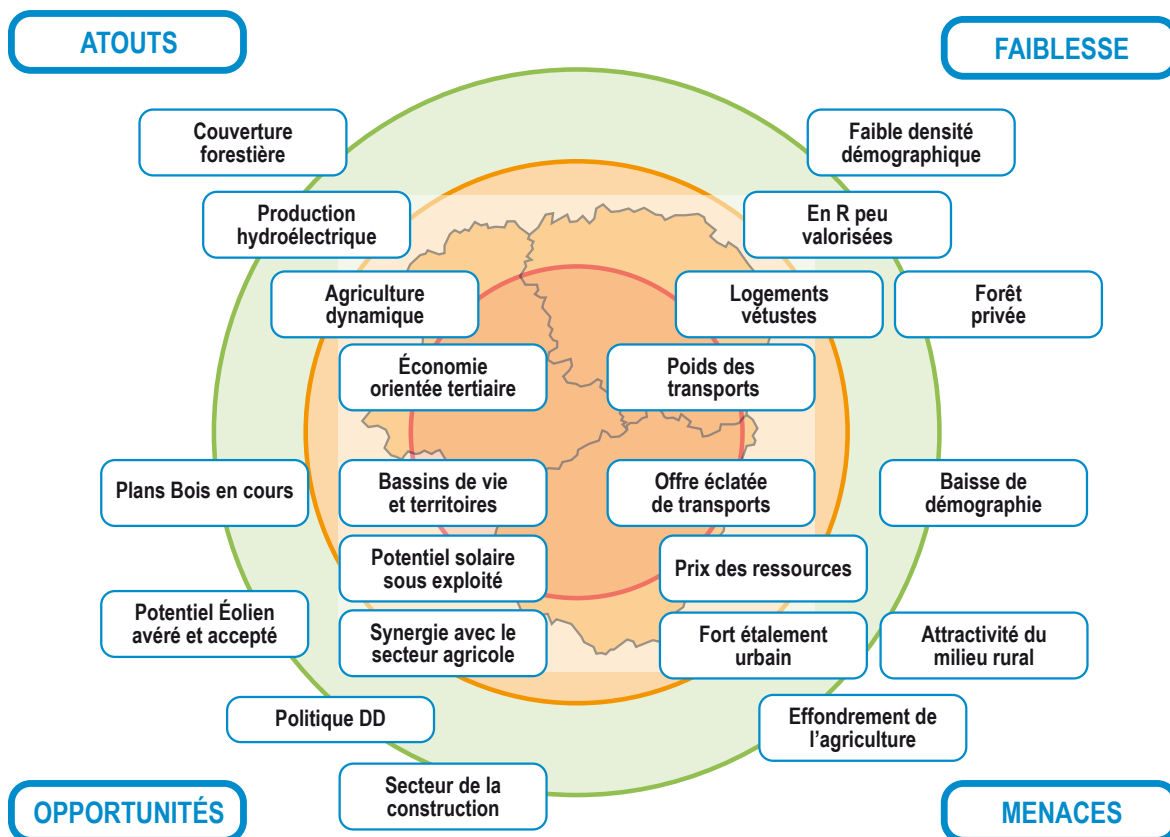 ATOUTS
FAIBLESSE
Couverture
forestière
Faible densité
démographique
Production
hydroélectrique
En R peu
valorisées
Agriculture
dynamique
Logements
vétustes
Forêt
privée
Économie
orientée tertiaire
Poids des
transports
Plans Bois en cours
Bassins de vie
et territoires
Offre éclatée
de transports
Baisse de
démographie
Potentiel solaire
sous exploité
Prix des ressources
Potentiel Éolien
avéré et accepté
Synergie avec le
secteur agricole
Fort étalement
urbain
Attractivité du
milieu rural
Politique DD
Effondrement de
l’agriculture
Secteur de la
construction
OPPORTUNITÉS
MENACES